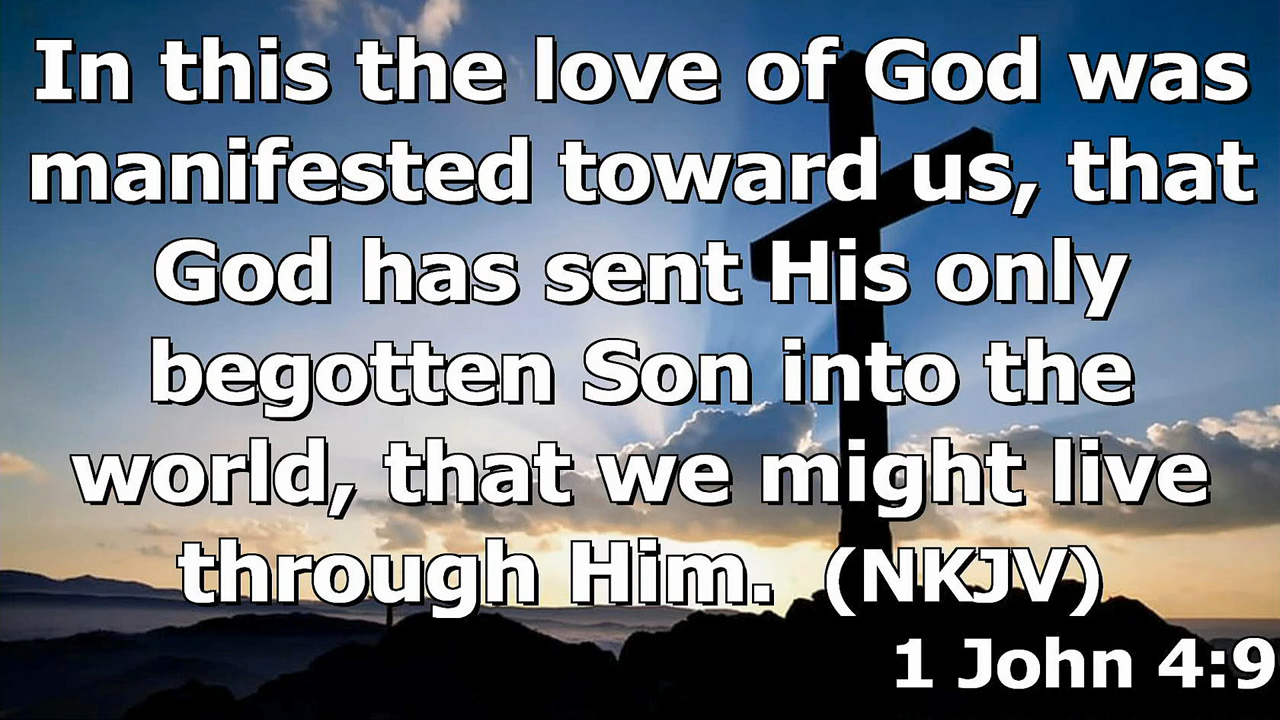 In this the love of God was
manifested toward us, that
God has sent His only
begotten Son into the
world, that we might live
through Him. (NKJV)
1 John 4:9